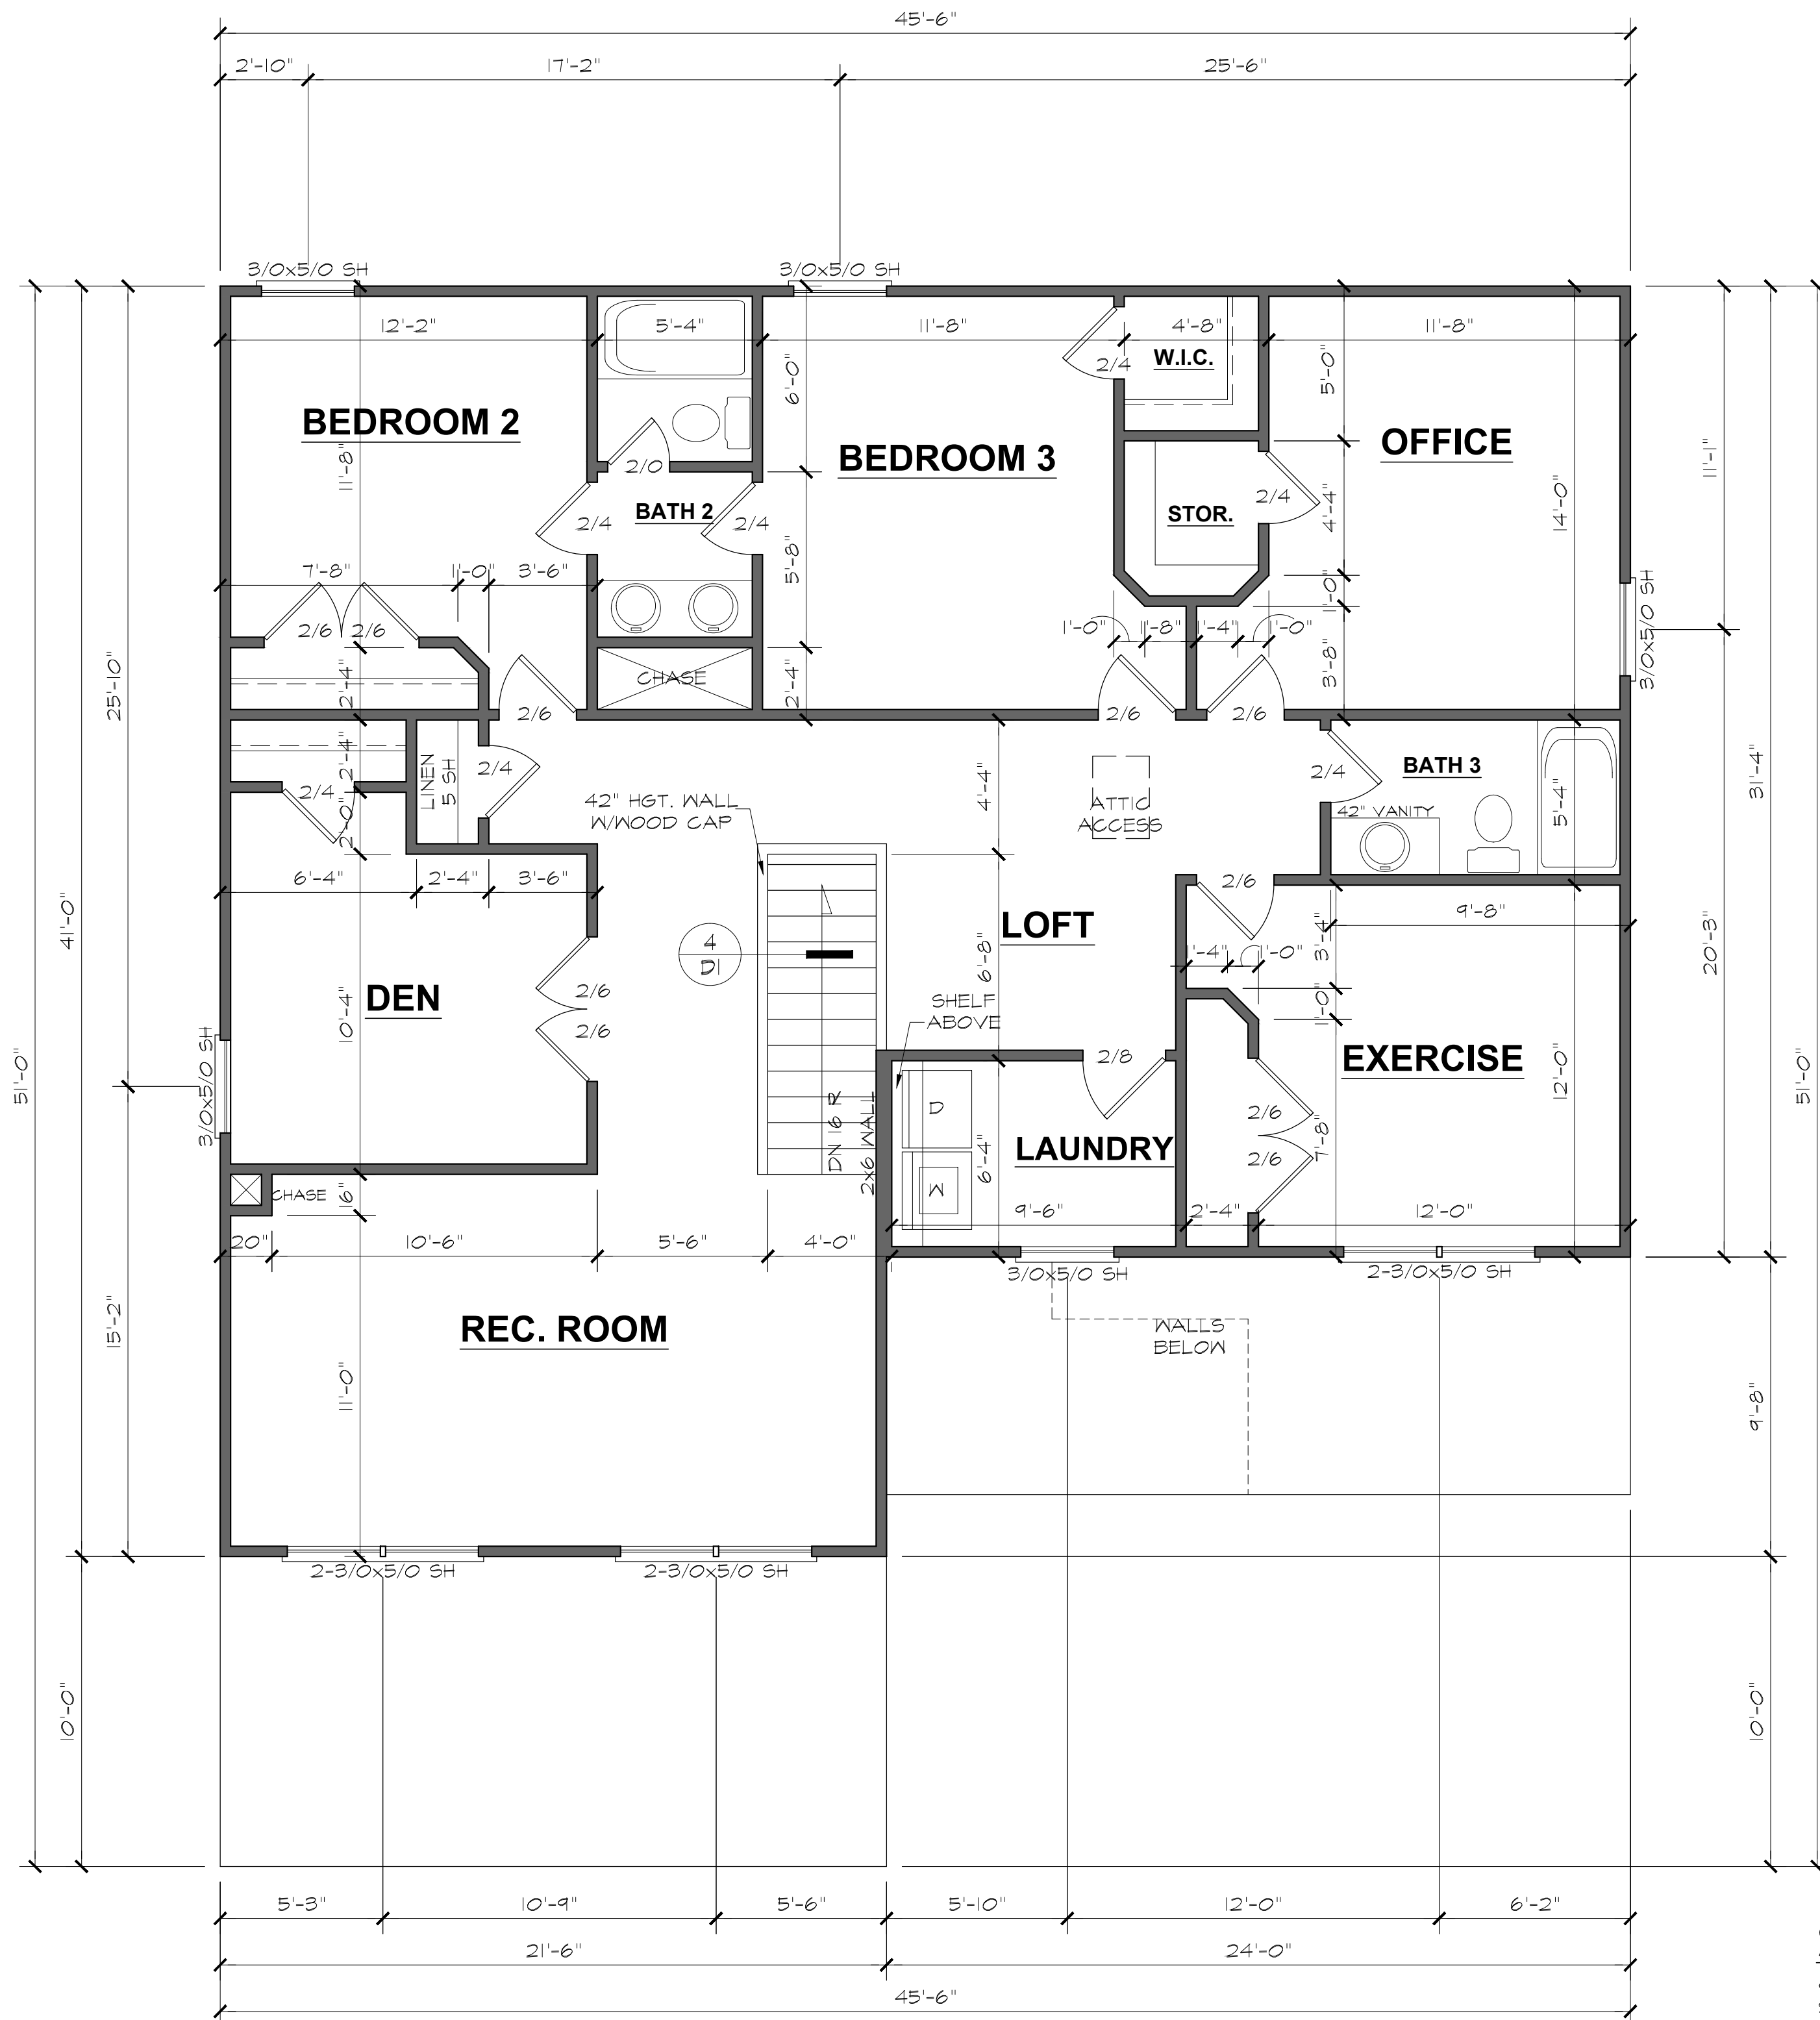 45'-6"
2'-10" 17'-2" 25'-6"
3/0x5/0 SH 3/0x5/0 SH
12'-2" 5'-4" 11'-8" 4'-8" 11'-8"
2/4 W.I.C.
6'-0" 5'-0"
BEDROOM 2
11'-8"
BEDROOM 3
OFFICE
11'-1"
2/0
2/4 BATH 2 2/4
STOR. 2/4 4'-4" 14'-0"
7'-8" 1'-0" 3'-6" 5'-8"
1'-0"
3/0x5/0 SH
2/6 2/6
1'-0" 1'-8" 1'-4" 1'-0"
3'-8"
25'-10"
2'-4"
CHASE
2'-4"
2/6 2/6 2/6
31'-4"
2'-4"
2/4
LINEN
5 SH
2/4
2'-0"
42" HGT. WALL
W/WOOD CAP
4'-4"
ATTIC
ACCESS
2/4
BATH 3
42" VANITY
5'-4"
6'-4" 2'-4" 3'-6"
2/6
9'-8"
41'-0"
LOFT
4
D1
6'-8"
1'-4" 1'-0"
3'-4"
20'-3"
DEN
10'-4"
2/6
2/6
SHELF
ABOVE
1'-0"
3/0x5/0 SH
2/8
EXERCISE
12'-0"
51'-0"
51'-0"
DN 16 R
2x6 WALL
D
LAUNDRY
6'-4"
W
2/6
7'-8"
2/6
CHASE
16"
9'-6" 2'-4" 12'-0"
20" 10'-6" 5'-6" 4'-0"
3/0x5/0 SH 2-3/0x5/0 SH
15'-2"
REC. ROOM
WALLS
BELOW
11'-0"
9'-8"
2-3/0x5/0 SH 2-3/0x5/0 SH
10'-0"
10'-0"
5'-3" 10'-9" 5'-6" 5'-10" 12'-0" 6'-2"
21'-6" 24'-0"
45'-6"